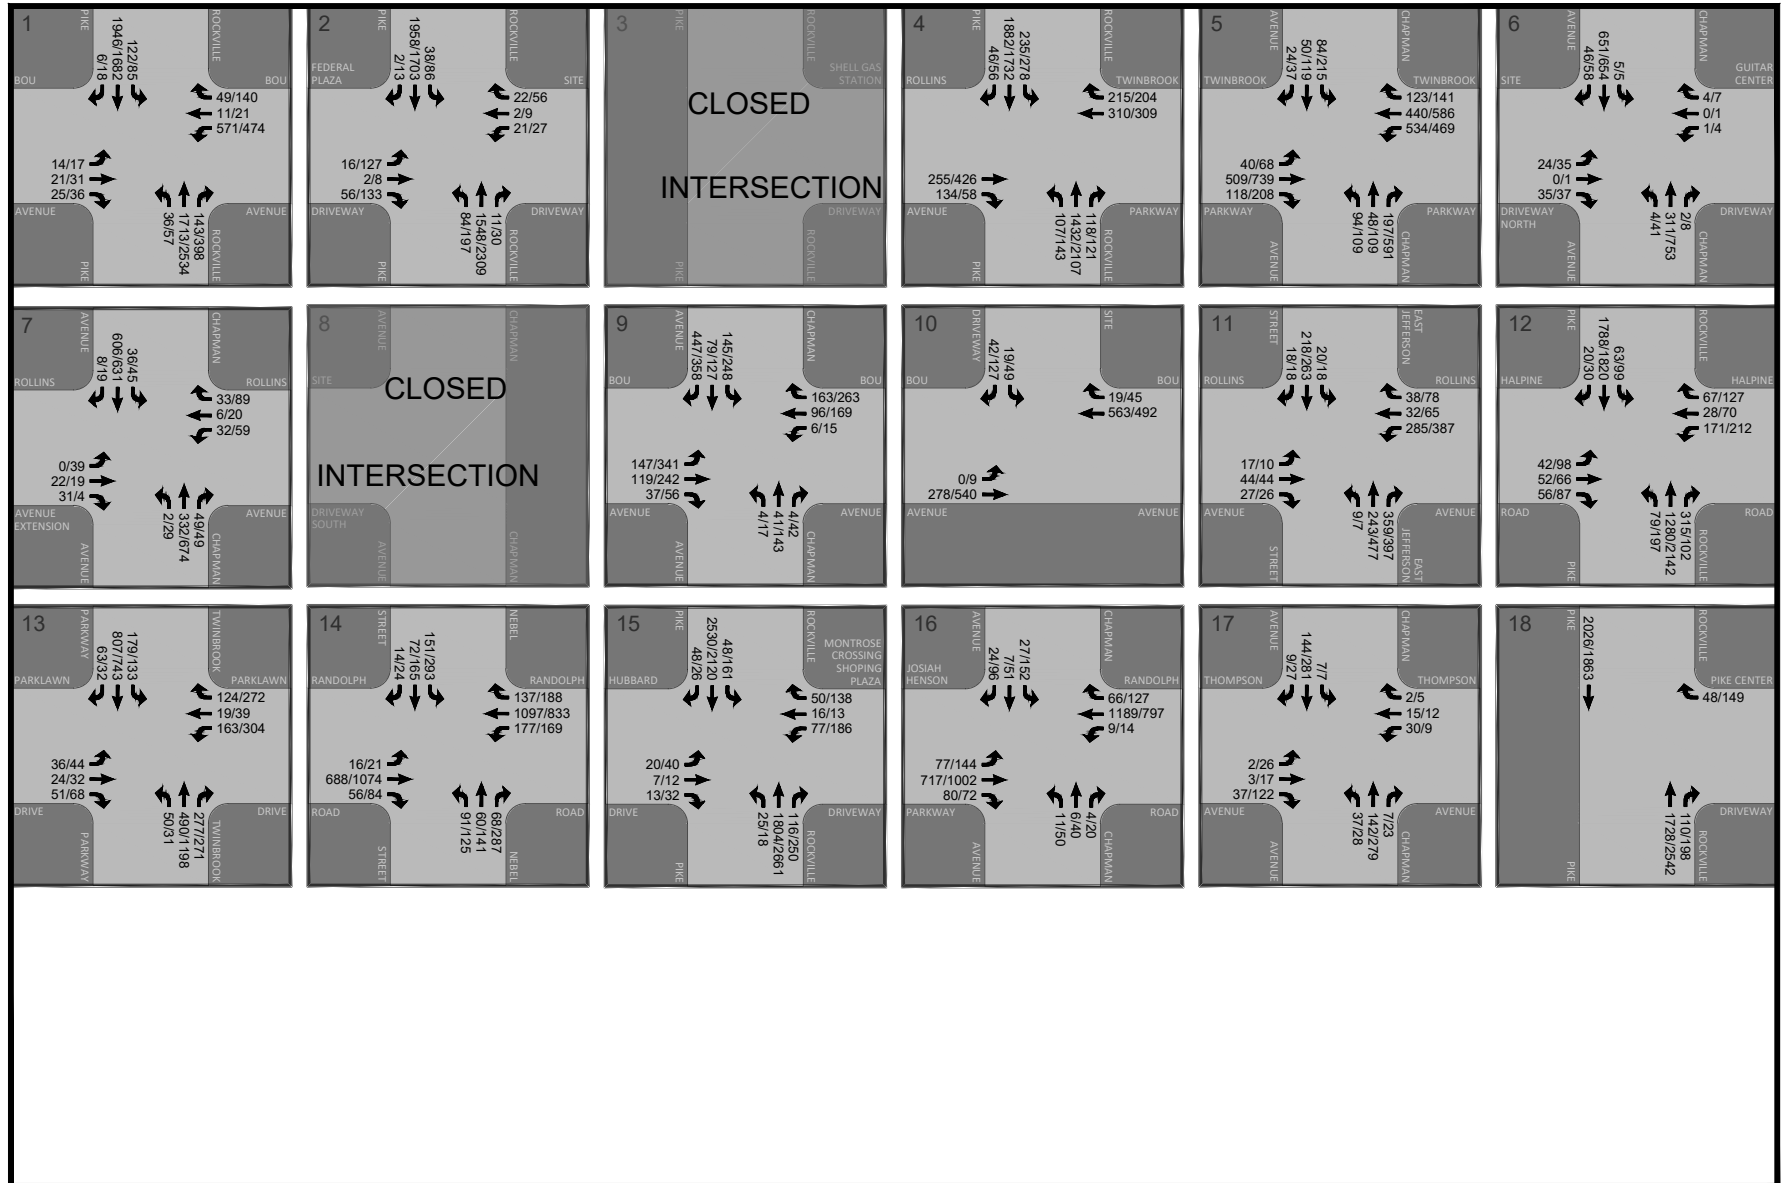 1
PIKE
6/18
1946/1682
122/85
ROCKVILLE
BOU
BOU
49/140
11/21
571/474
14/17
21/31
25/36
AVENUE
AVENUE
PIKE
36/57
1713/2534
143/398
ROCKVILLE
2
PIKE
2/13
1958/1703
38/86
ROCKVILLE
FEDERAL
PLAZA
SITE
22/56
2/9
21/27
16/127
2/8
56/133
DRIVEWAY
DRIVEWAY
PIKE
84/197
1548/2309
11/30
ROCKVILLE
3
PIKE
ROCKVILLE
SHELL GAS
STATION
CLOSED
INTERSECTION
DRIVEWAY
PIKE
ROCKVILLE
4
PIKE
46/56
1882/1732
235/278
ROCKVILLE
ROLLINS
TWINBROOK
215/204
310/309
255/426
134/58
AVENUE
PARKWAY
PIKE
107/143
1432/2107
118/121
ROCKVILLE
5
AVENUE
24/37
50/119
84/215
CHAPMAN
TWINBROOK
TWINBROOK
123/141
440/586
534/469
40/68
509/739
118/208
PARKWAY
PARKWAY
AVENUE
94/109
48/109
197/591
CHAPMAN
6
AVENUE
46/58
651/654
5/5
CHAPMAN
SITE
GUITAR
CENTER
4/7
0/1
1/4
24/35
0/1
35/37
DRIVEWAY
NORTH
DRIVEWAY
AVENUE
4/41
311/753
2/8
CHAPMAN
7
AVENUE
8/19
606/631
36/45
CHAPMAN
ROLLINS
ROLLINS
33/89
6/20
32/59
0/39
22/19
31/4
AVENUE
EXTENSION
AVENUE
AVENUE
2/29
332/674
49/49
CHAPMAN
8
AVENUE
CHAPMAN
SITE
CLOSED
INTERSECTION
DRIVEWAY
SOUTH
AVENUE
CHAPMAN
9
AVENUE
447/358
79/127
145/248
CHAPMAN
BOU
BOU
163/263
96/169
6/15
147/341
119/242
37/56
AVENUE
AVENUE
AVENUE
4/17
41/143
4/42
CHAPMAN
10
DRIVEWAY
42/127
19/49
SITE
BOU
BOU
19/45
563/492
0/9
278/540
AVENUE
AVENUE
11
STREET
18/18
218/263
20/18
EAST
JEFFERSON
ROLLINS
ROLLINS
38/78
32/65
285/387
17/10
44/44
27/26
AVENUE
AVENUE
STREET
9/7
243/477
359/397
EAST
JEFFERSON
12
PIKE
20/30
1788/1820
63/99
ROCKVILLE
HALPINE
HALPINE
67/127
28/70
171/212
42/98
52/66
56/87
ROAD
ROAD
PIKE
79/197
1280/2142
315/102
ROCKVILLE
13
PARKWAY
63/32
807/743
179/133
TWINBROOK
PARKLAWN
PARKLAWN
124/272
19/39
163/304
36/44
24/32
51/68
DRIVE
DRIVE
PARKWAY
50/31
490/1198
277/271
TWINBROOK
14
STREET
14/24
72/165
151/293
NEBEL
RANDOLPH
RANDOLPH
137/188
1097/833
177/169
16/21
688/1074
56/84
ROAD
ROAD
STREET
91/125
60/141
68/287
NEBEL
15
PIKE
48/26
2530/2120
48/161
ROCKVILLE
MONTROSE
CROSSING
SHOPING
PLAZA
HUBBARD
50/138
16/13
77/186
20/40
7/12
13/32
DRIVE
DRIVEWAY
PIKE
25/18
1804/2661
116/250
ROCKVILLE
16
AVENUE
24/96
7/51
27/152
CHAPMAN
JOSIAH
HENSON
RANDOLPH
66/127
1189/797
9/14
77/144
717/1002
80/72
PARKWAY
ROAD
AVENUE
11/50
6/40
4/20
CHAPMAN
17
AVENUE
9/27
144/281
7/7
CHAPMAN
THOMPSON
THOMPSON
2/5
15/12
30/9
2/26
3/17
37/122
AVENUE
AVENUE
AVENUE
37/28
142/279
7/23
CHAPMAN
18
PIKE
2026/1863
ROCKVILLE
PIKE CENTER
48/149
DRIVEWAY
PIKE
1728/2542
110/198
ROCKVILLE